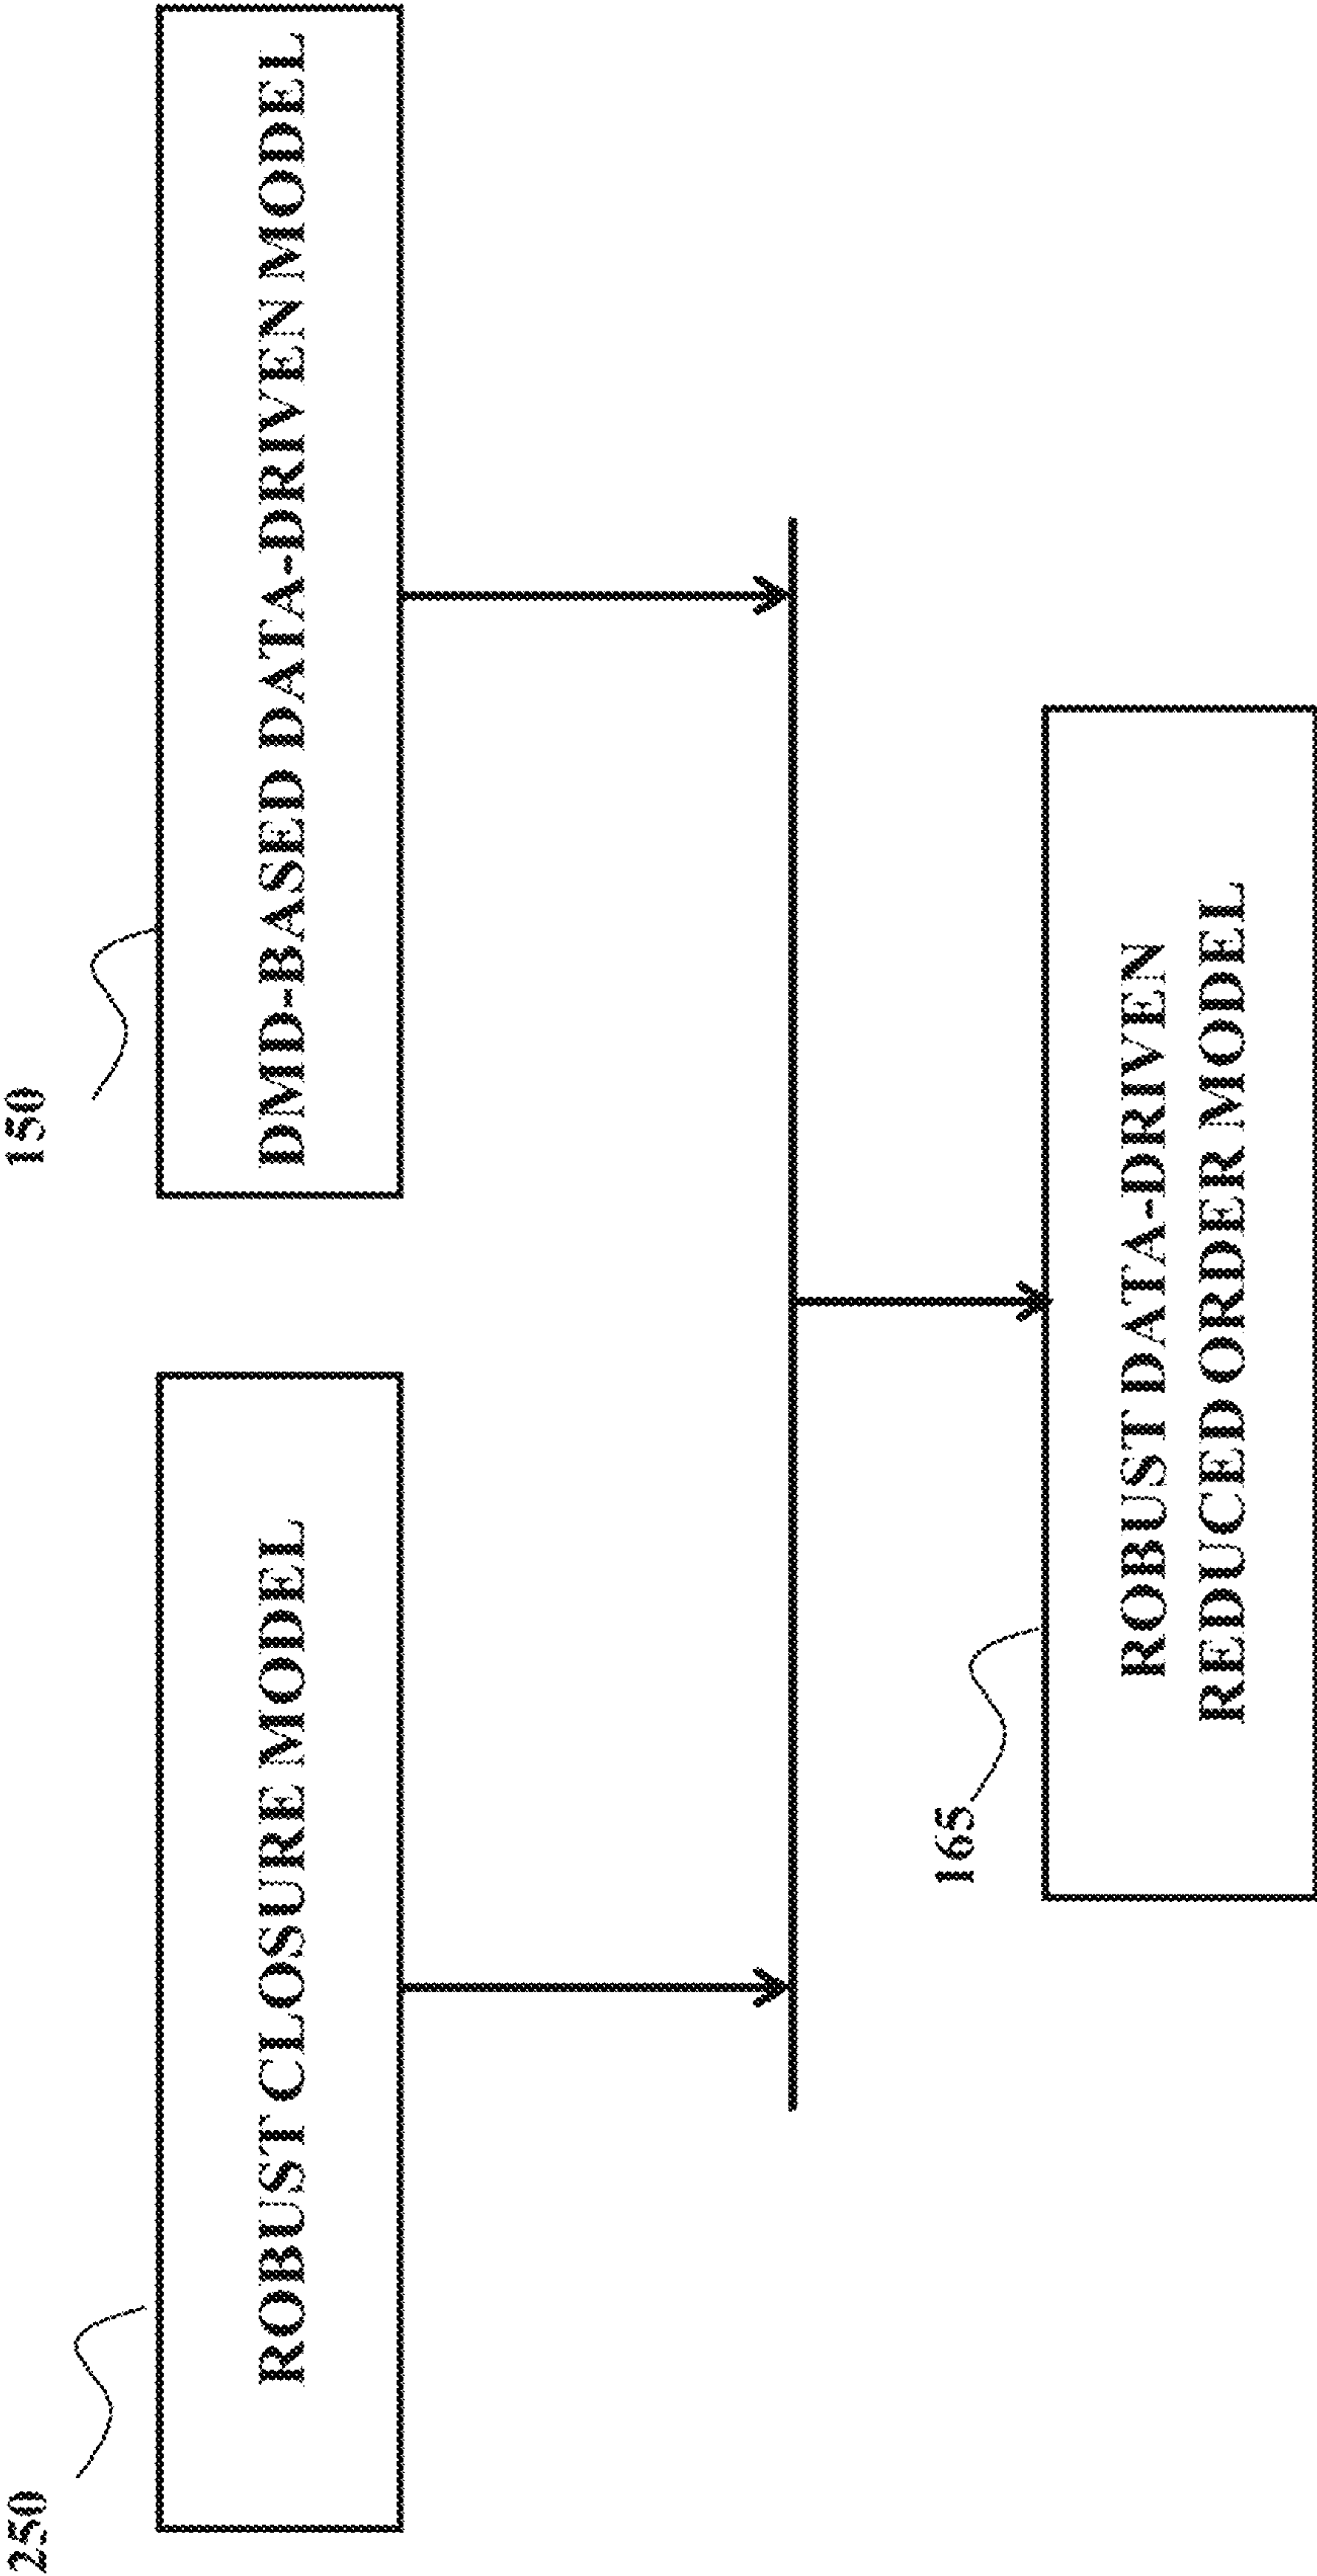 250
ROBUST CLOSURE MODEL
150
DMD-BASED DATA-DRIVEN MODEL
165
ROBUST DATA-DRIVEN
REDUCED ORDER MODEL